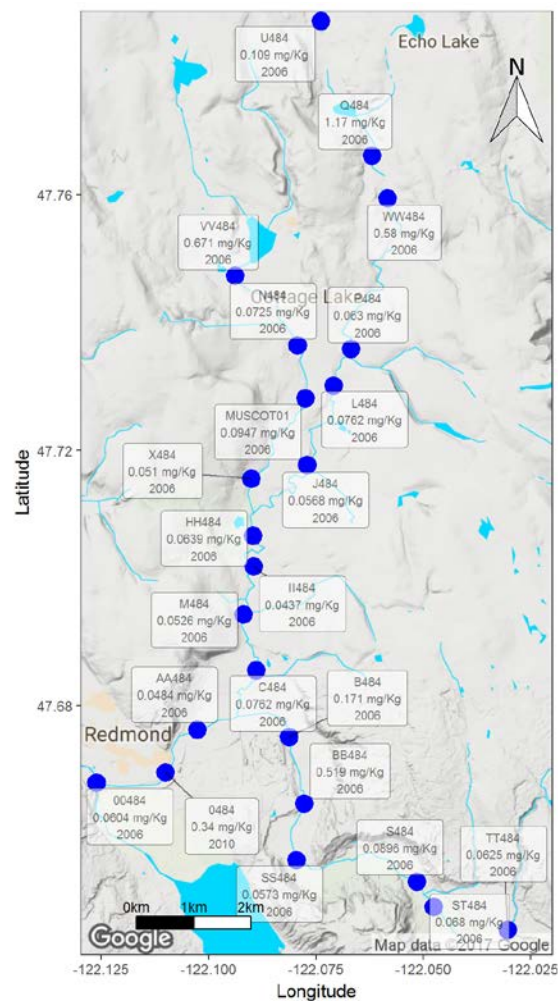 Echo Lake
N
U484
0.109 mg/Kg
2006
Q484
1.17 mg/Kg
2006
47.76
WW484
0.58 mg/Kg
2006
VV484
0.671 mg/Kg
2006
Cottage Lake
N484
0.0725 mg/Kg
2006
P484
0.063 mg/Kg
2006
L484
0.0762 mg/Kg
2006
MUSCOT01
0.0947 mg/Kg
2006
47.72
X484
0.051 mg/Kg
2006
J484
0.0568 mg/Kg
2006
Latitude
HH484
0.0639 mg/Kg
2006
II484
0.0437 mg/Kg
2006
M484
0.0526 mg/Kg
2006
47.68
AA484
0.0484 mg/Kg
2006
C484
0.0762 mg/Kg
2006
B484
0.171 mg/Kg
2006
Redmond
BB484
0.519 mg/Kg
2006
00484
0.0604 mg/Kg
2006
0484
0.34 mg/Kg
2010
S484
0.0896 mg/Kg
2006
TT484
0.0625 mg/Kg
2006
SS484
0.0573 mg/Kg
2006
ST484
0.068 mg/Kg
2006
0km 1km 2km
Google
Map data ©2017 Google
-122.125 -122.100 -122.075 -122.050 -122.025
Longitude